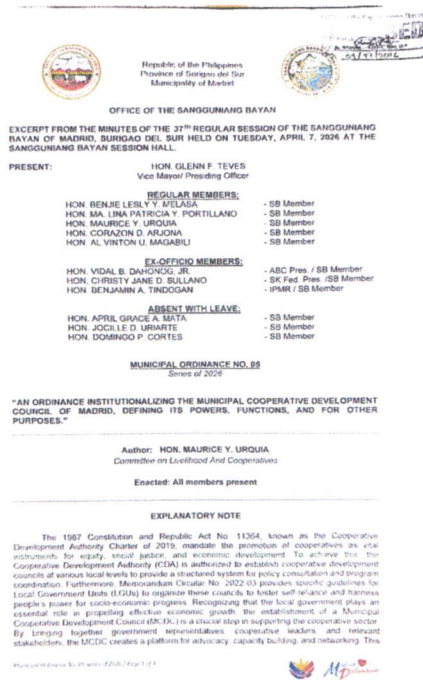 Republic of the Philippines
Province of Surigao del Sur
Municipality of Madrid
OFFICE OF THE SANGGUNIANG BAYAN
EXCERPT FROM THE MINUTES OF THE 37TH REGULAR SESSION OF THE SANGGUNIANG
BAYAN OF MADRID, SURIGAO DEL SUR HELD ON TUESDAY, APRIL 7, 2026 AT THE
SANGGUNIANG BAYAN SESSION HALL.
PRESENT: HON. GLENN F. TEVES
Vice Mayor/ Presiding Officer
REGULAR MEMBERS:
HON. BENJIE LESLY Y. MELASA - SB Member
HON. MA. LINA PATRICIA Y. PORTILLANO - SB Member
HON. MAURICE Y. URQUIA - SB Member
HON. CORAZON D. ARJONA - SB Member
HON. AL VINTON U. MAGABILI - SB Member
EX-OFFICIO MEMBERS:
HON. VIDAL B. DAHONOG, JR. - ABC Pres. / SB Member
HON. CHRISTY JANE D. SULLANO - SK Fed. Pres. /SB Member
HON. BENJAMIN A. TINDOGAN - IPMR / SB Member
ABSENT WITH LEAVE:
HON. APRIL GRACE A. MATA - SB Member
HON. JOCILLE D. URIARTE - SB Member
HON. DOMINGO P. CORTES - SB Member
MUNICIPAL ORDINANCE NO. 05
Series of 2026
"AN ORDINANCE INSTITUTIONALIZING THE MUNICIPAL COOPERATIVE DEVELOPMENT
COUNCIL OF MADRID, DEFINING ITS POWERS, FUNCTIONS, AND FOR OTHER
PURPOSES."
Author: HON. MAURICE Y. URQUIA
Committee on Livelihood And Cooperatives
Enacted: All members present
EXPLANATORY NOTE
The 1987 Constitution and Republic Act No. 11364, known as the Cooperative
Development Authority Charter of 2019, mandate the promotion of cooperatives as vital
instruments for equity, social justice, and economic development. To achieve this, the
Cooperative Development Authority (CDA) is authorized to establish cooperative development
councils at various local levels to provide a structured system for policy consultation and program
coordination. Furthermore, Memorandum Circular No. 2022-03 provides specific guidelines for
Local Government Units (LGUs) to organize these councils to foster self-reliance and harness
people's power for socio-economic progress. Recognizing that the local government plays an
essential role in propelling effective economic growth, the establishment of a Municipal
Cooperative Development Council (MCDC) is a crucial step in supporting the cooperative sector.
By bringing together government representatives, cooperative leaders, and relevant
stakeholders, the MCDC creates a platform for advocacy, capacity building, and networking. This